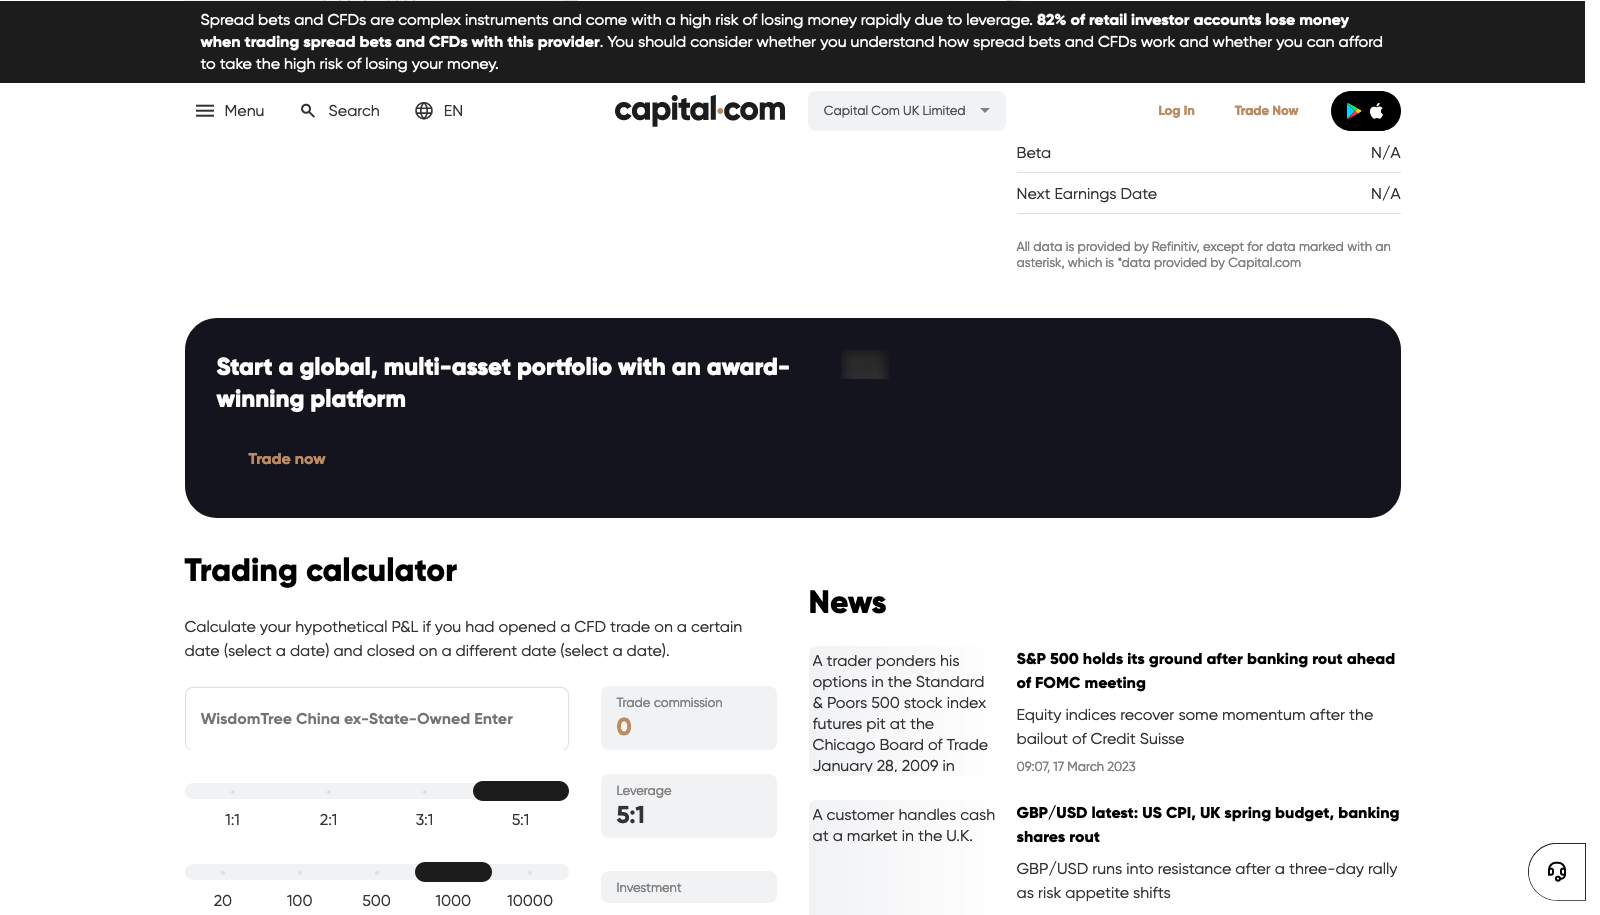 Spread bets and CFDs are complex instruments and come with a high risk of losing money rapidly due to leverage. 82% of retail investor accounts lose money
when trading spread bets and CFDs with this provider. You should consider whether you understand how spread bets and CFDs work and whether you can afford
to take the high risk of losing your money.
Menu
Search
EN
capital.com
Capital Com UK Limited
Log In
Trade Now
Beta N/A
Next Earnings Date N/A
All data is provided by Refinitiv, except for data marked with an
asterisk, which is *data provided by Capital.com
Start a global, multi-asset portfolio with an award-
winning platform
Trade now
Trading calculator
Calculate your hypothetical P&L if you had opened a CFD trade on a certain
date (select a date) and closed on a different date (select a date).
WisdomTree China ex-State-Owned Enter
1:1 2:1 3:1 5:1
20 100 500 1000 10000
Trade commission
0
Leverage
5:1
Investment
News
A trader ponders his
options in the Standard
& Poors 500 stock index
futures pit at the
Chicago Board of Trade
January 28, 2009 in
S&P 500 holds its ground after banking rout ahead
of FOMC meeting
Equity indices recover some momentum after the
bailout of Credit Suisse
09:07, 17 March 2023
A customer handles cash
at a market in the U.K.
GBP/USD latest: US CPI, UK spring budget, banking
shares rout
GBP/USD runs into resistance after a three-day rally
as risk appetite shifts